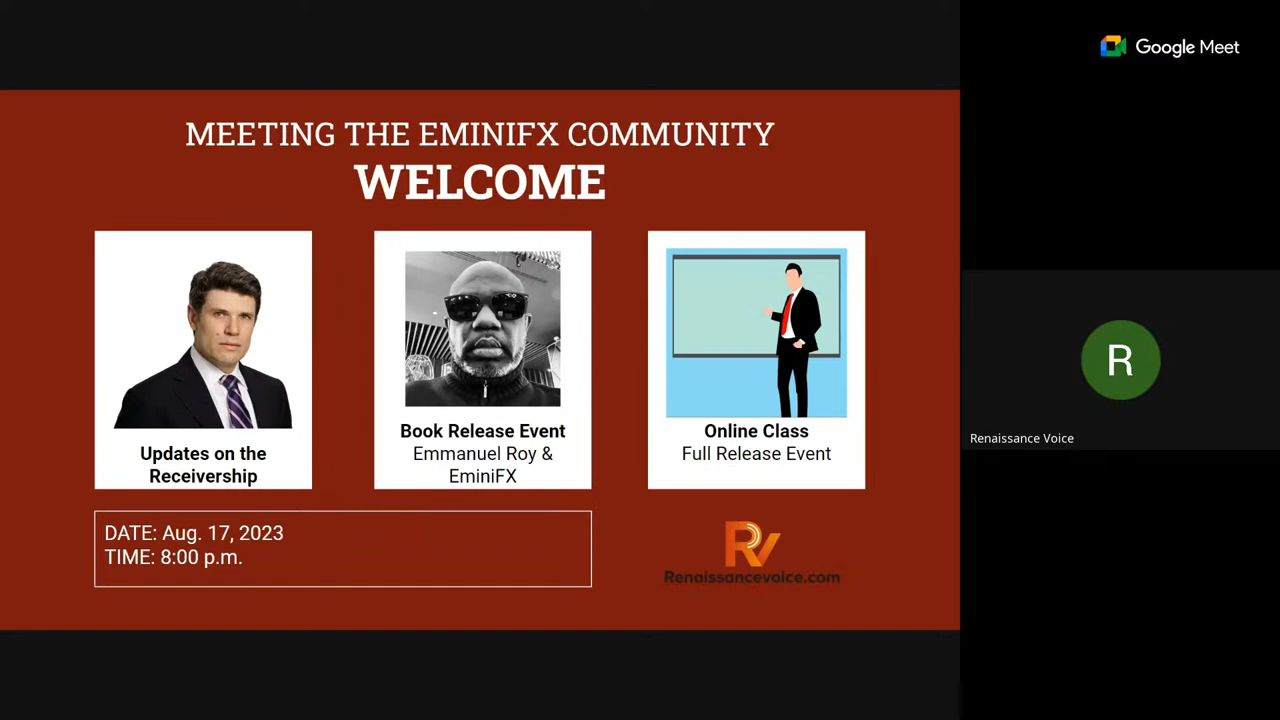 Google Meet
MEETING THE EMINIFX COMMUNITY
WELCOME
Updates on the
Receivership
Book Release Event
Emmanuel Roy &
EminiFX
Online Class
Full Release Event
DATE: Aug. 17, 2023
TIME: 8:00 p.m.
RV
Renaissancevoice.com
R
Renaissance Voice